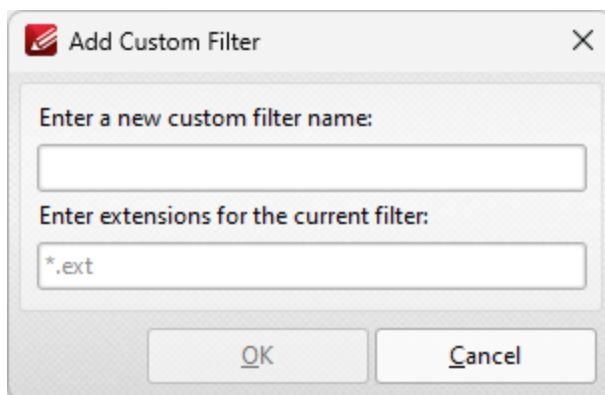 Add Custom Filter
Enter a new custom filter name:
Enter extensions for the current filter:
*.ext
OK
Cancel